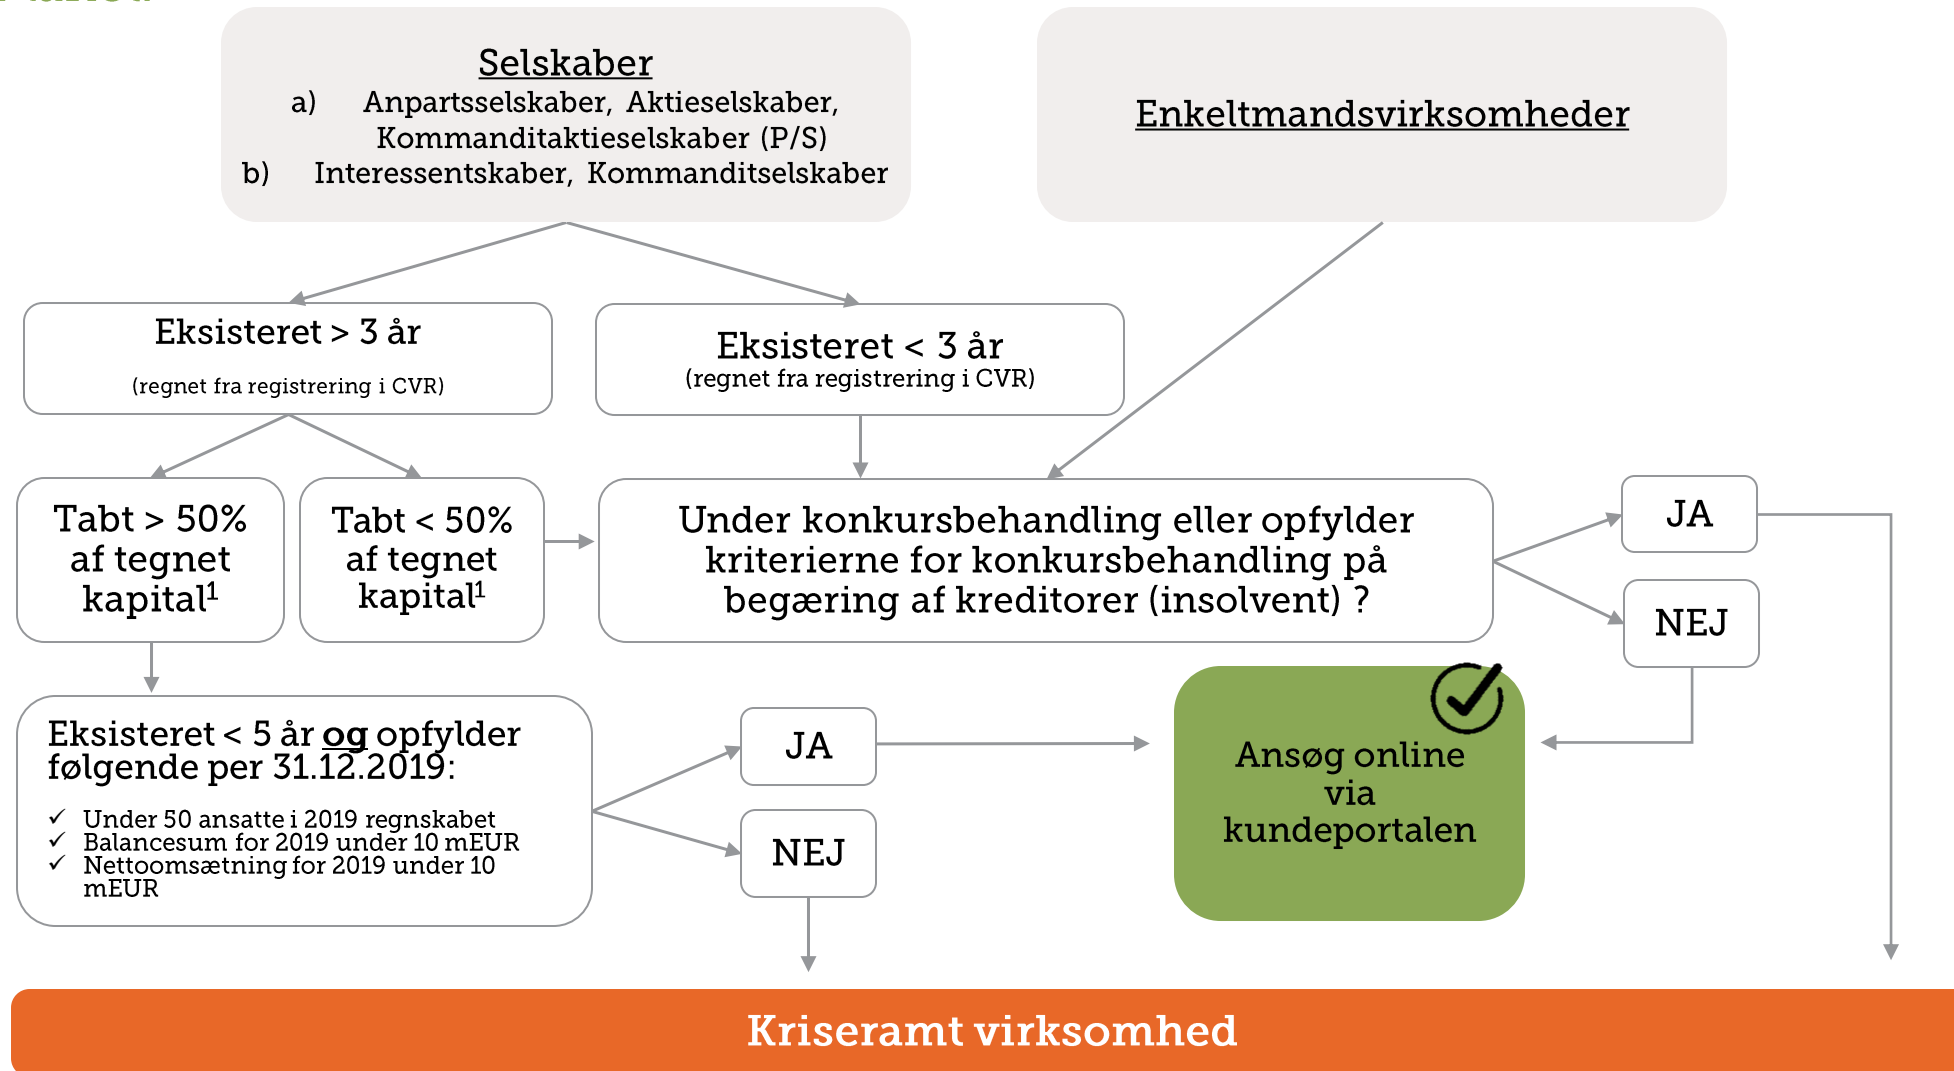 Selskaber
a) Anpartsselskaber, Aktieselskaber,
Kommanditaktieselskaber (P/S)
b) Interessentskaber, Kommanditselskaber
Enkeltmandsvirksomheder
Eksisteret > 3 år
(regnet fra registrering i CVR)
Eksisteret < 3 år
(regnet fra registrering i CVR)
Tabt > 50%
af tegnet
kapital¹
Tabt < 50%
af tegnet
kapital¹
Under konkursbehandling eller opfylder
kriterierne for konkursbehandling på
begæring af kreditorer (insolvent) ?
JA
NEJ
Eksisteret < 5 år og opfylder
følgende per 31.12.2019:
✓ Under 50 ansatte i 2019 regnskabet
✓ Balancesum for 2019 under 10 mEUR
✓ Nettoomsætning for 2019 under 10
mEUR
JA
NEJ
Ansøg online
via
kundeportalen
Kriseramt virksomhed